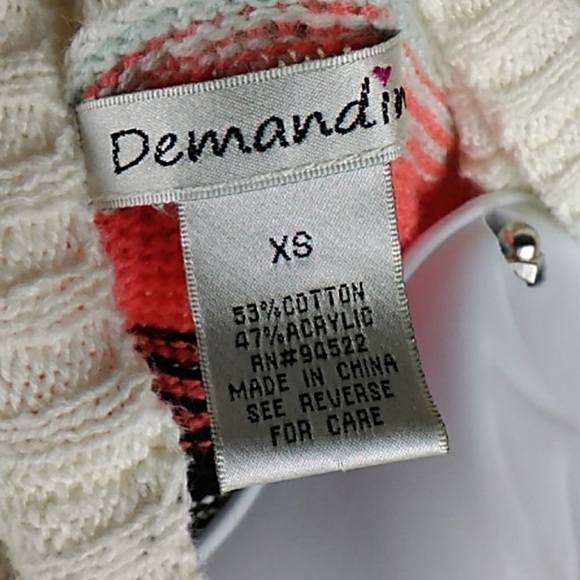 Demandin
XS
53%COTTON
47%ACRYLIC
RN#94522
MADE IN CHINA
SEE REVERSE
FOR CARE